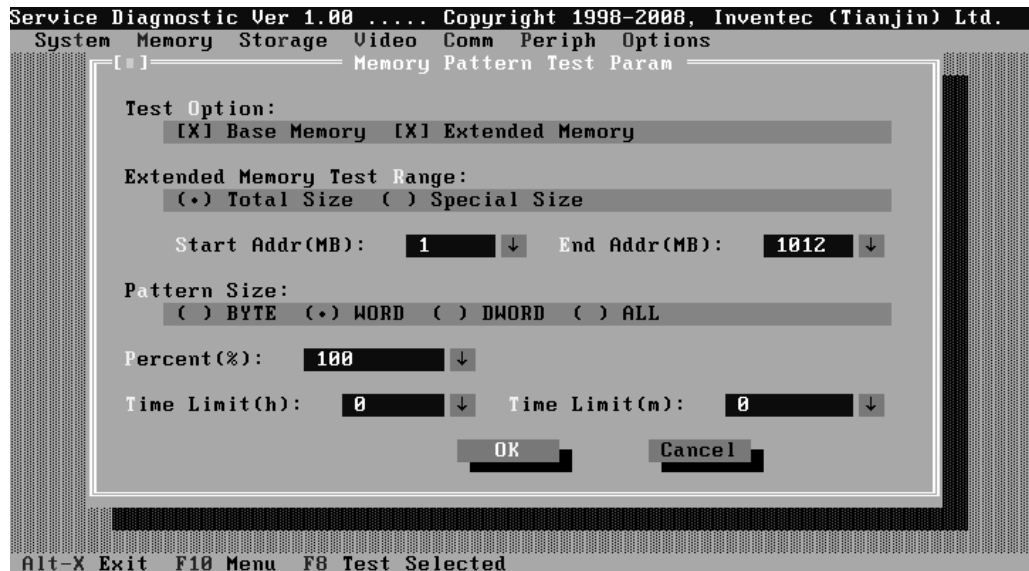 Service Diagnostic Ver 1.00 ..... Copyright 1998-2008, Inventec (Tianjin) Ltd.
System Memory Storage Video Comm Periph Options
[■] Memory Pattern Test Param
Test Option:
[X] Base Memory [X] Extended Memory
Extended Memory Test Range:
(•) Total Size ( ) Special Size
Start Addr(MB): 1 ↓ End Addr(MB): 1012 ↓
Pattern Size:
( ) BYTE (•) WORD ( ) DWORD ( ) ALL
Percent(%): 100 ↓
Time Limit(h): 0 ↓ Time Limit(m): 0 ↓
OK Cancel
Alt-X Exit F10 Menu F8 Test Selected